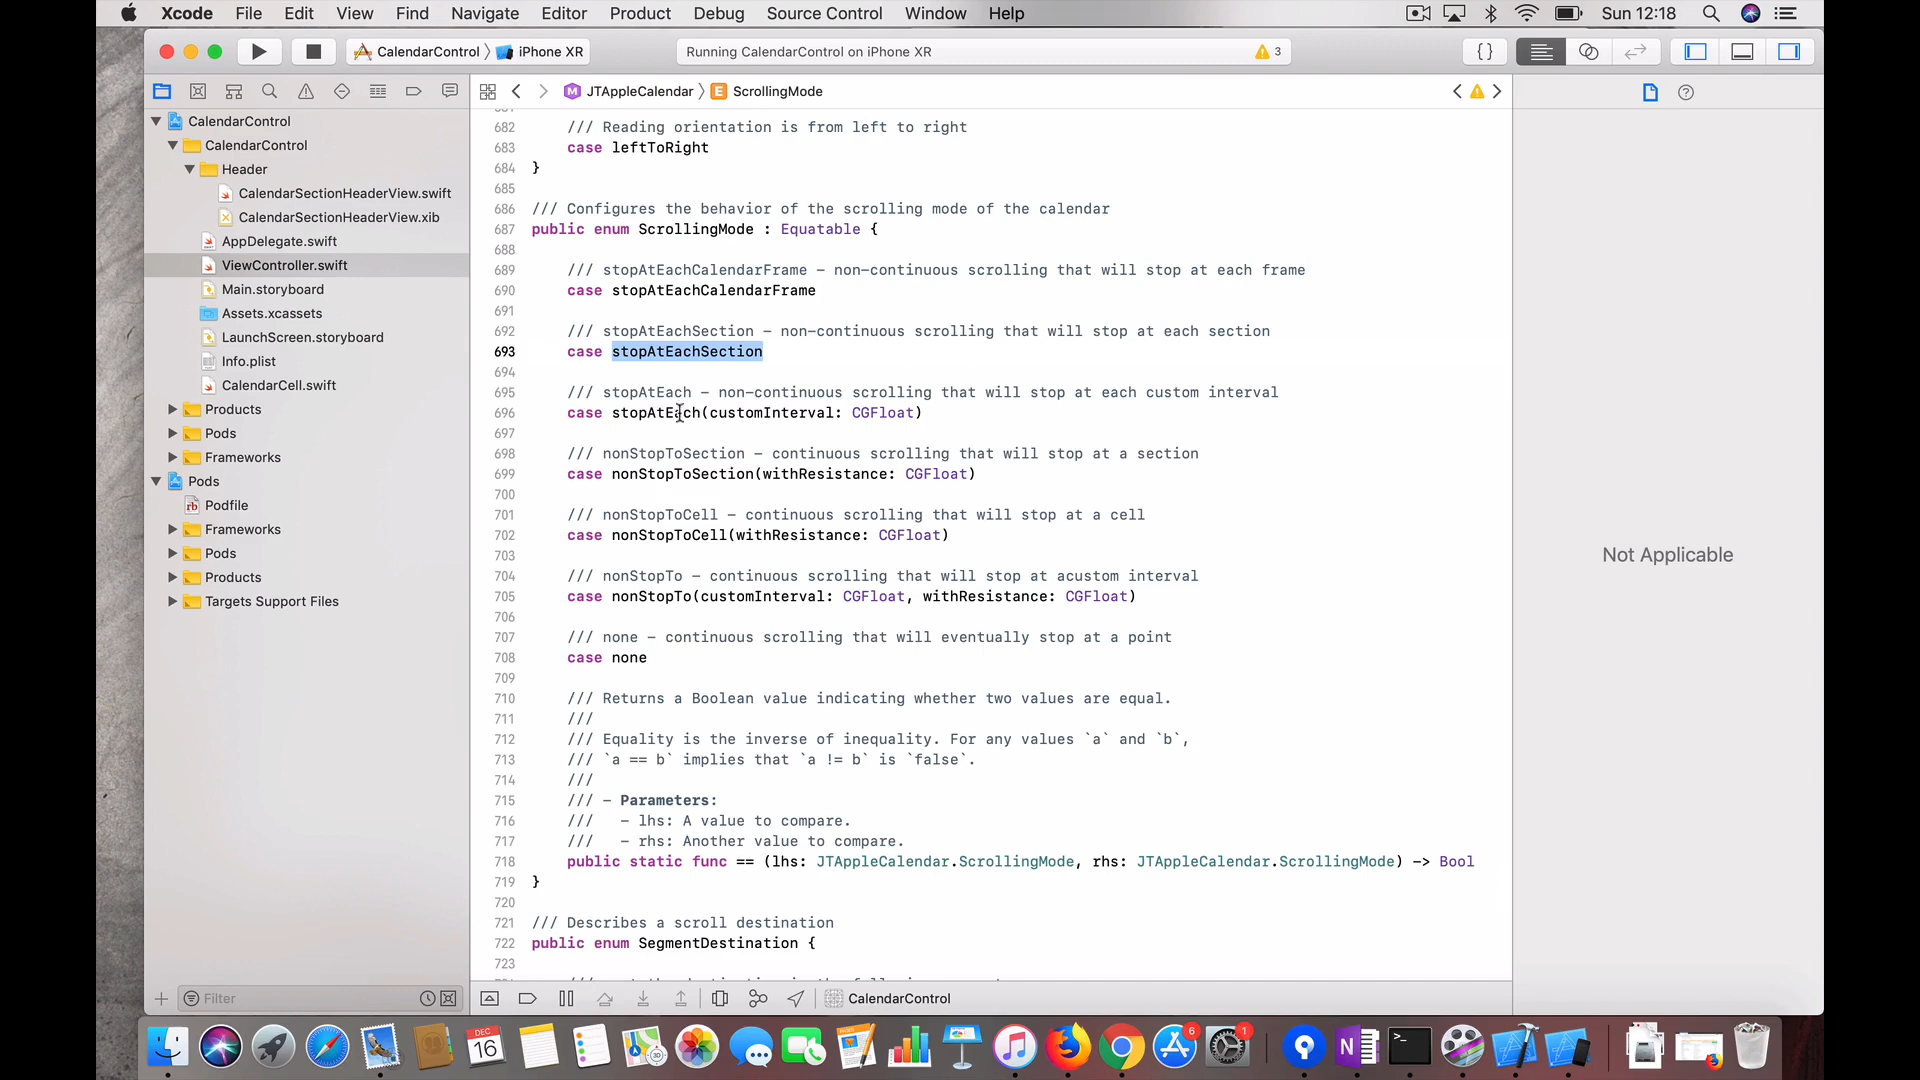 Xcode File Edit View Find Navigate Editor Product Debug Source Control Window Help Sun 12:18
CalendarControl iPhone XR Running CalendarControl on iPhone XR 3 {}
JTAppleCalendar E ScrollingMode
CalendarControl
CalendarControl
Header
CalendarSectionHeaderView.swift
CalendarSectionHeaderView.xib
AppDelegate.swift
ViewController.swift
Main.storyboard
Assets.xcassets
LaunchScreen.storyboard
Info.plist
CalendarCell.swift
Products
Pods
Frameworks
Pods
Podfile
Frameworks
Pods
Products
Targets Support Files
Filter
682 /// Reading orientation is from left to right
683 case leftToRight
684 }
685
686 /// Configures the behavior of the scrolling mode of the calendar
687 public enum ScrollingMode : Equatable {
688
689 /// stopAtEachCalendarFrame – non–continuous scrolling that will stop at each frame
690 case stopAtEachCalendarFrame
691
692 /// stopAtEachSection – non–continuous scrolling that will stop at each section
693 case stopAtEachSection
694
695 /// stopAtEach – non–continuous scrolling that will stop at each custom interval
696 case stopAtEach(customInterval: CGFloat)
697
698 /// nonStopToSection – continuous scrolling that will stop at a section
699 case nonStopToSection(withResistance: CGFloat)
700
701 /// nonStopToCell – continuous scrolling that will stop at a cell
702 case nonStopToCell(withResistance: CGFloat)
703
704 /// nonStopTo – continuous scrolling that will stop at acustom interval
705 case nonStopTo(customInterval: CGFloat, withResistance: CGFloat)
706
707 /// none – continuous scrolling that will eventually stop at a point
708 case none
709
710 /// Returns a Boolean value indicating whether two values are equal.
711 ///
712 /// Equality is the inverse of inequality. For any values `a` and `b`,
713 /// `a == b` implies that `a != b` is `false`.
714 ///
715 /// – Parameters:
716 /// – lhs: A value to compare.
717 /// – rhs: Another value to compare.
718 public static func == (lhs: JTAppleCalendar.ScrollingMode, rhs: JTAppleCalendar.ScrollingMode) –> Bool
719 }
720
721 /// Describes a scroll destination
722 public enum SegmentDestination {
723
CalendarControl
Not Applicable
DEC
16
3D
6
1